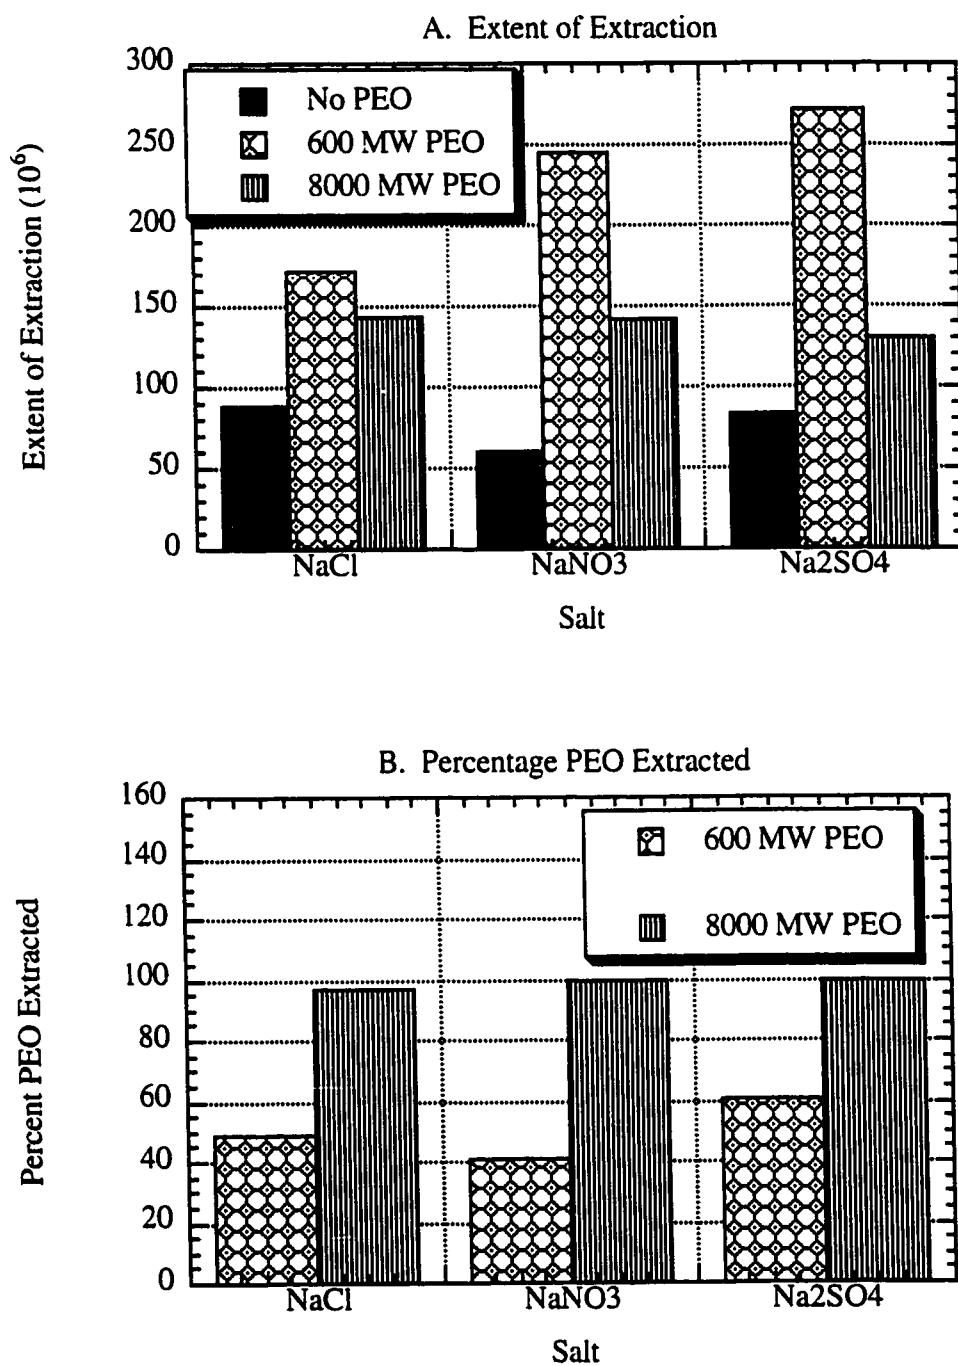 A. Extent of Extraction
300
250
200
150
100
50
0
Extent of Extraction (10^6)
No PEO
600 MW PEO
8000 MW PEO
NaCl
NaNO3
Na2SO4
Salt
B. Percentage PEO Extracted
160
140
120
100
80
60
40
20
0
Percent PEO Extracted
600 MW PEO
8000 MW PEO
NaCl
NaNO3
Na2SO4
Salt